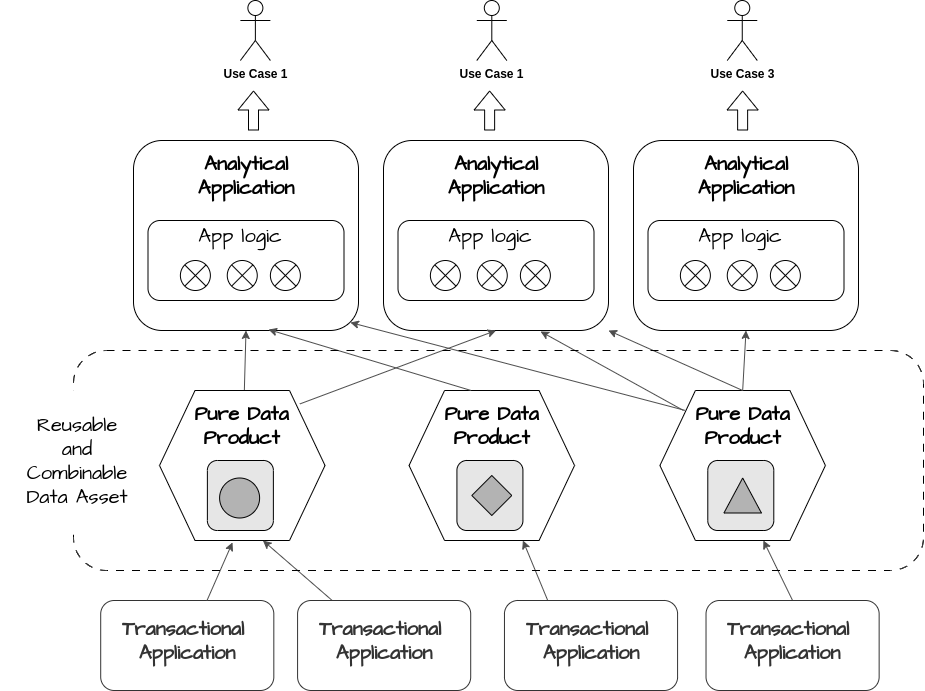 Use Case 1
Use Case 1
Use Case 3
Analytical
Application
App logic
Analytical
Application
App logic
Analytical
Application
App logic
Reusable
and
Combinable
Data Asset
Pure Data
Product
Pure Data
Product
Pure Data
Product
Transactional
Application
Transactional
Application
Transactional
Application
Transactional
Application